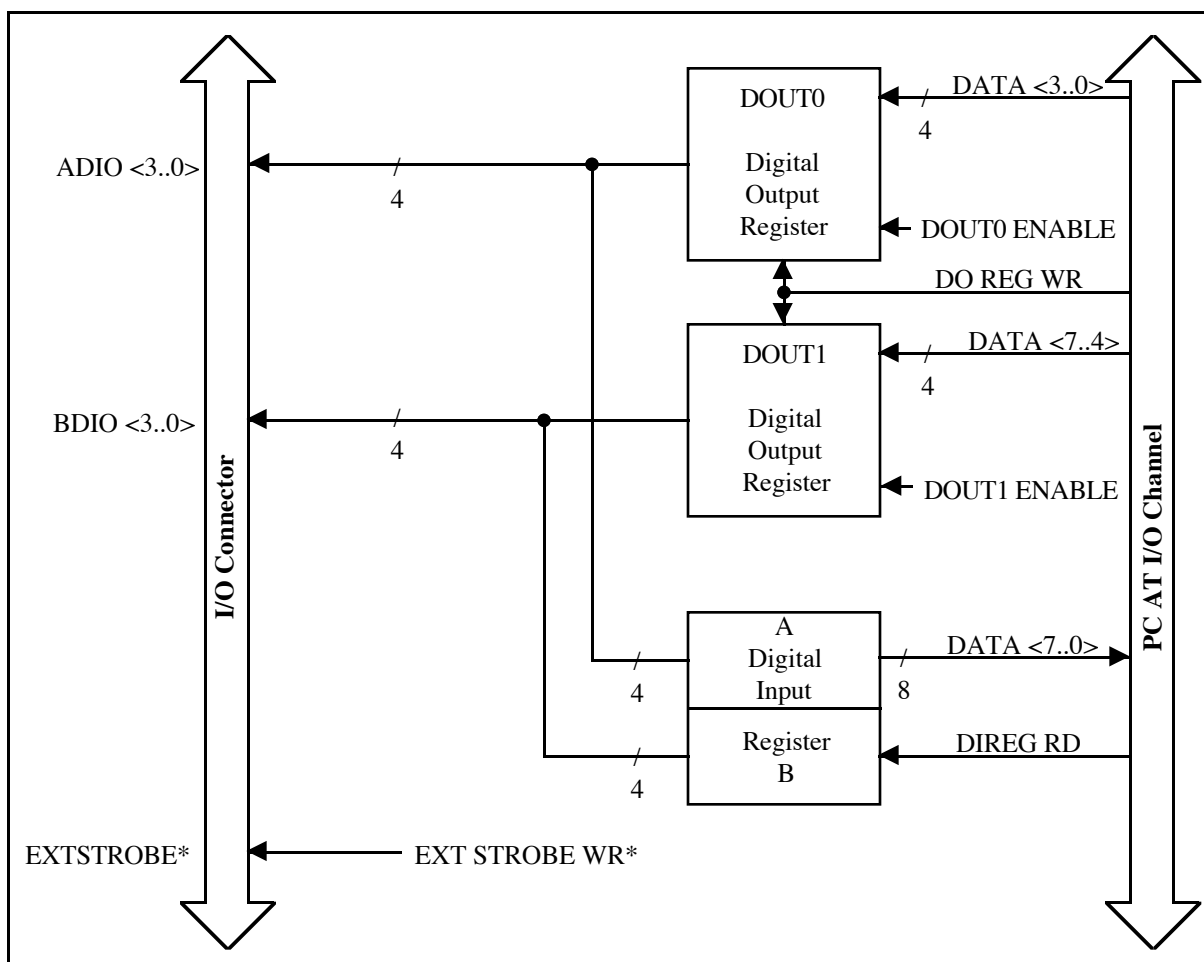 DOUT0
Digital
Output
Register
DATA <3..0>
4
DOUT0 ENABLE
ADIO <3..0>
4
DO REG WR
DOUT1
Digital
Output
Register
DATA <7..4>
4
DOUT1 ENABLE
BDIO <3..0>
4
I/O Connector
PC AT I/O Channel
A
Digital
Input
Register
B
4
4
DATA <7..0>
8
DIREG RD
EXTSTROBE*
EXT STROBE WR*